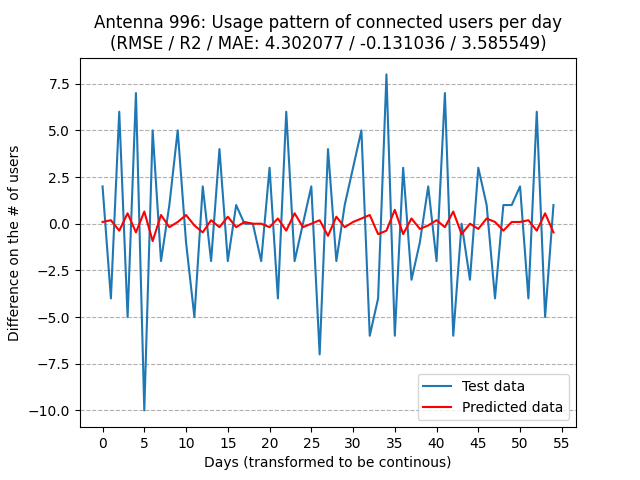 Antenna 996: Usage pattern of connected users per day
(RMSE / R2 / MAE: 4.302077 / -0.131036 / 3.585549)
Difference on the # of users
7.5
5.0
2.5
0.0
−2.5
−5.0
−7.5
−10.0
Test data
Predicted data
0 5 10 15 20 25 30 35 40 45 50 55
Days (transformed to be continous)